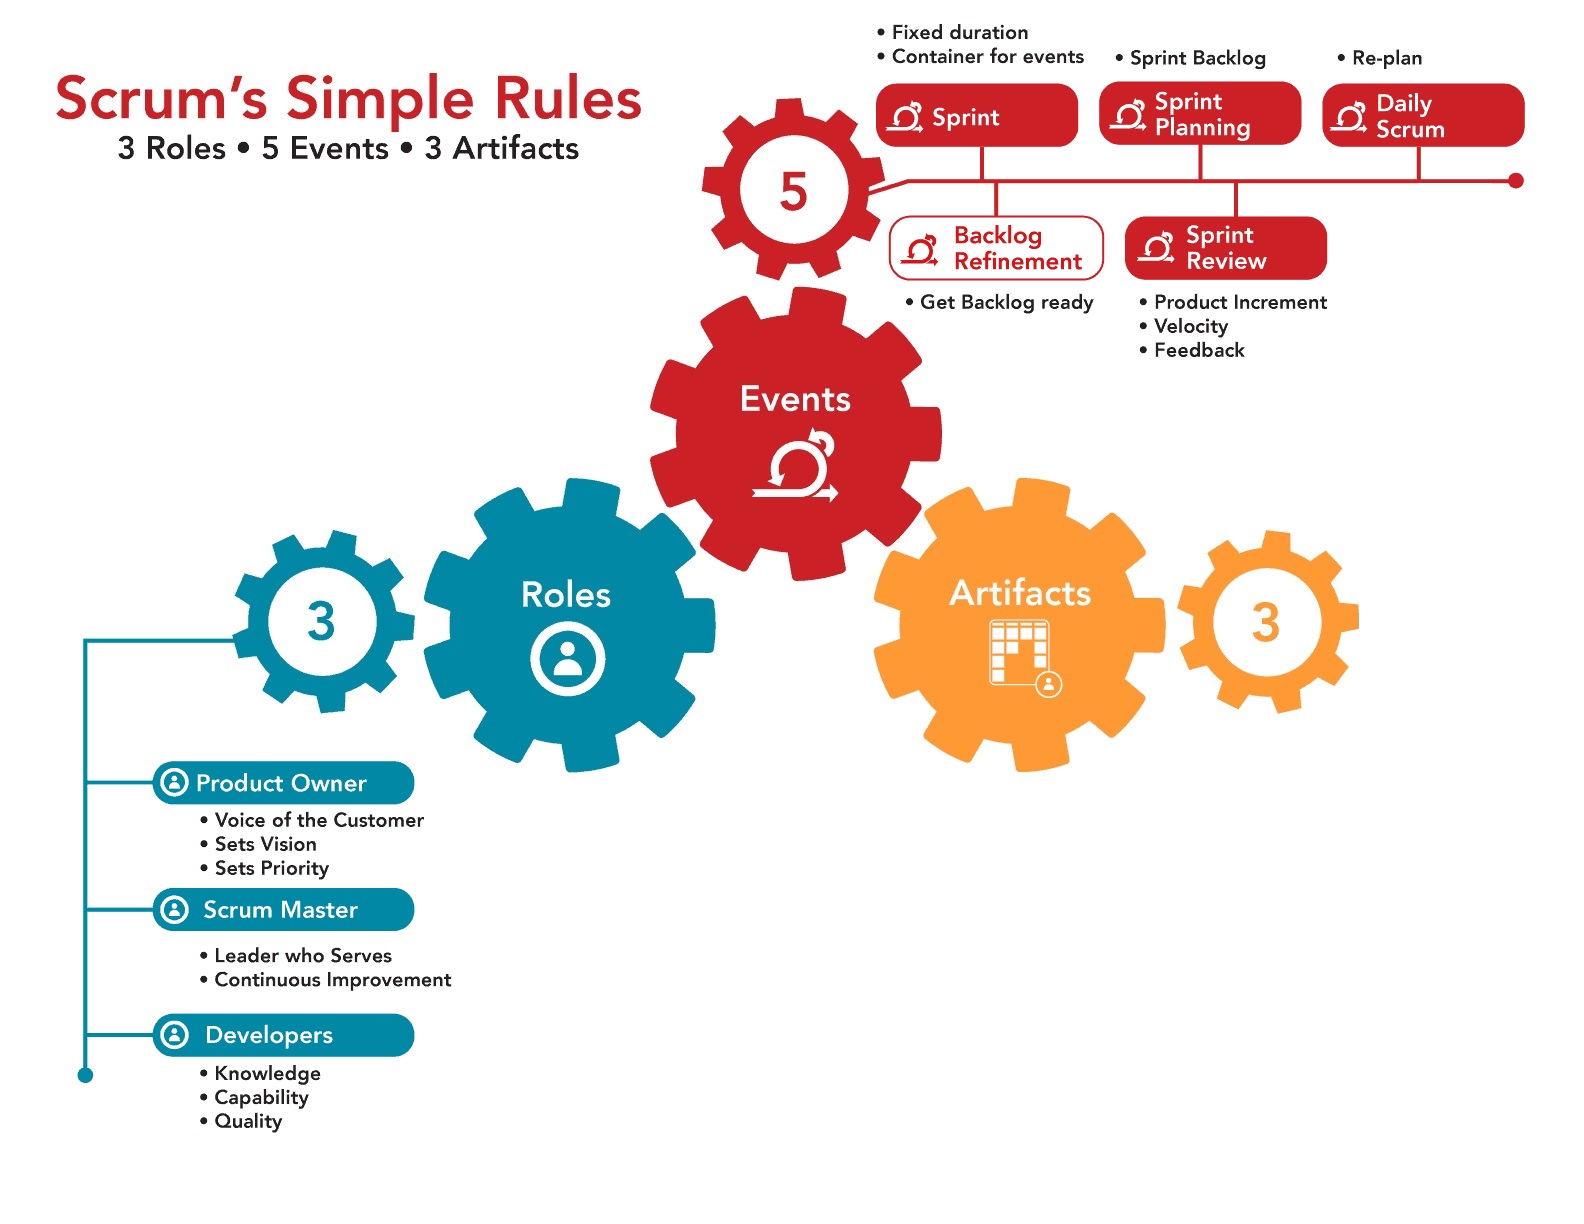 Scrum's Simple Rules
3 Roles • 5 Events • 3 Artifacts
• Fixed duration
• Container for events
Sprint
• Sprint Backlog
Sprint
Planning
• Re-plan
Daily
Scrum
5
Backlog
Refinement
• Get Backlog ready
Sprint
Review
• Product Increment
• Velocity
• Feedback
Events
3
Roles
Artifacts
3
Product Owner
• Voice of the Customer
• Sets Vision
• Sets Priority
Scrum Master
• Leader who Serves
• Continuous Improvement
Developers
• Knowledge
• Capability
• Quality